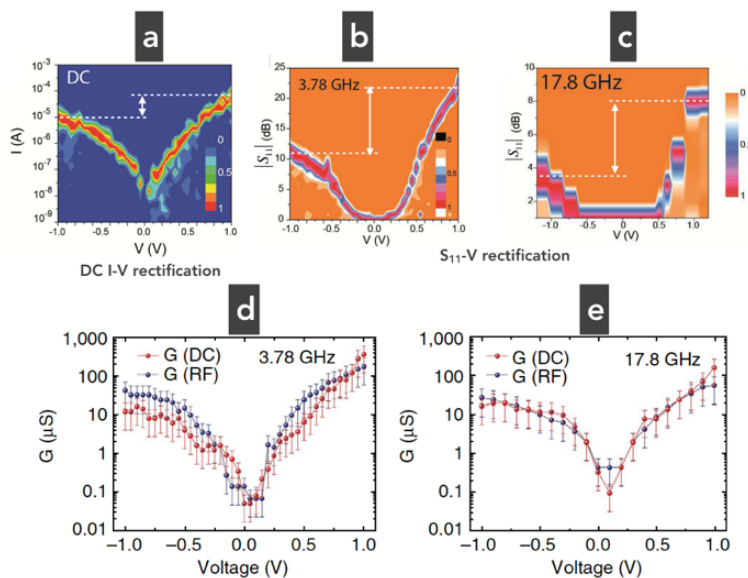 a
b
c
DC
3.78 GHz
17.8 GHz
I (A)
10⁻³
10⁻⁴
10⁻⁵
10⁻⁶
10⁻⁷
10⁻⁸
10⁻⁹
0
0.5
1
-1.0 -0.5 0.0 0.5 1.0
V (V)
|S₁₁| (dB)
25
20
15
10
5
0
0
0.5
1
-1.0 -0.5 0.0 0.5 1.0
V (V)
|S₁₁| (dB)
10
8
6
4
2
-1.0 -0.5 0.0 0.5 1.0
V (V)
0
0.5
1
DC I-V rectification
S₁₁-V rectification
d
e
G (DC)
G (RF)
3.78 GHz
G (µS)
1,000
100
10
1
0.1
0.01
−1.0 −0.5 0.0 0.5 1.0
Voltage (V)
G (DC)
G (RF)
17.8 GHz
G (µS)
1,000
100
10
1
0.1
0.01
−1.0 −0.5 0.0 0.5 1.0
Voltage (V)